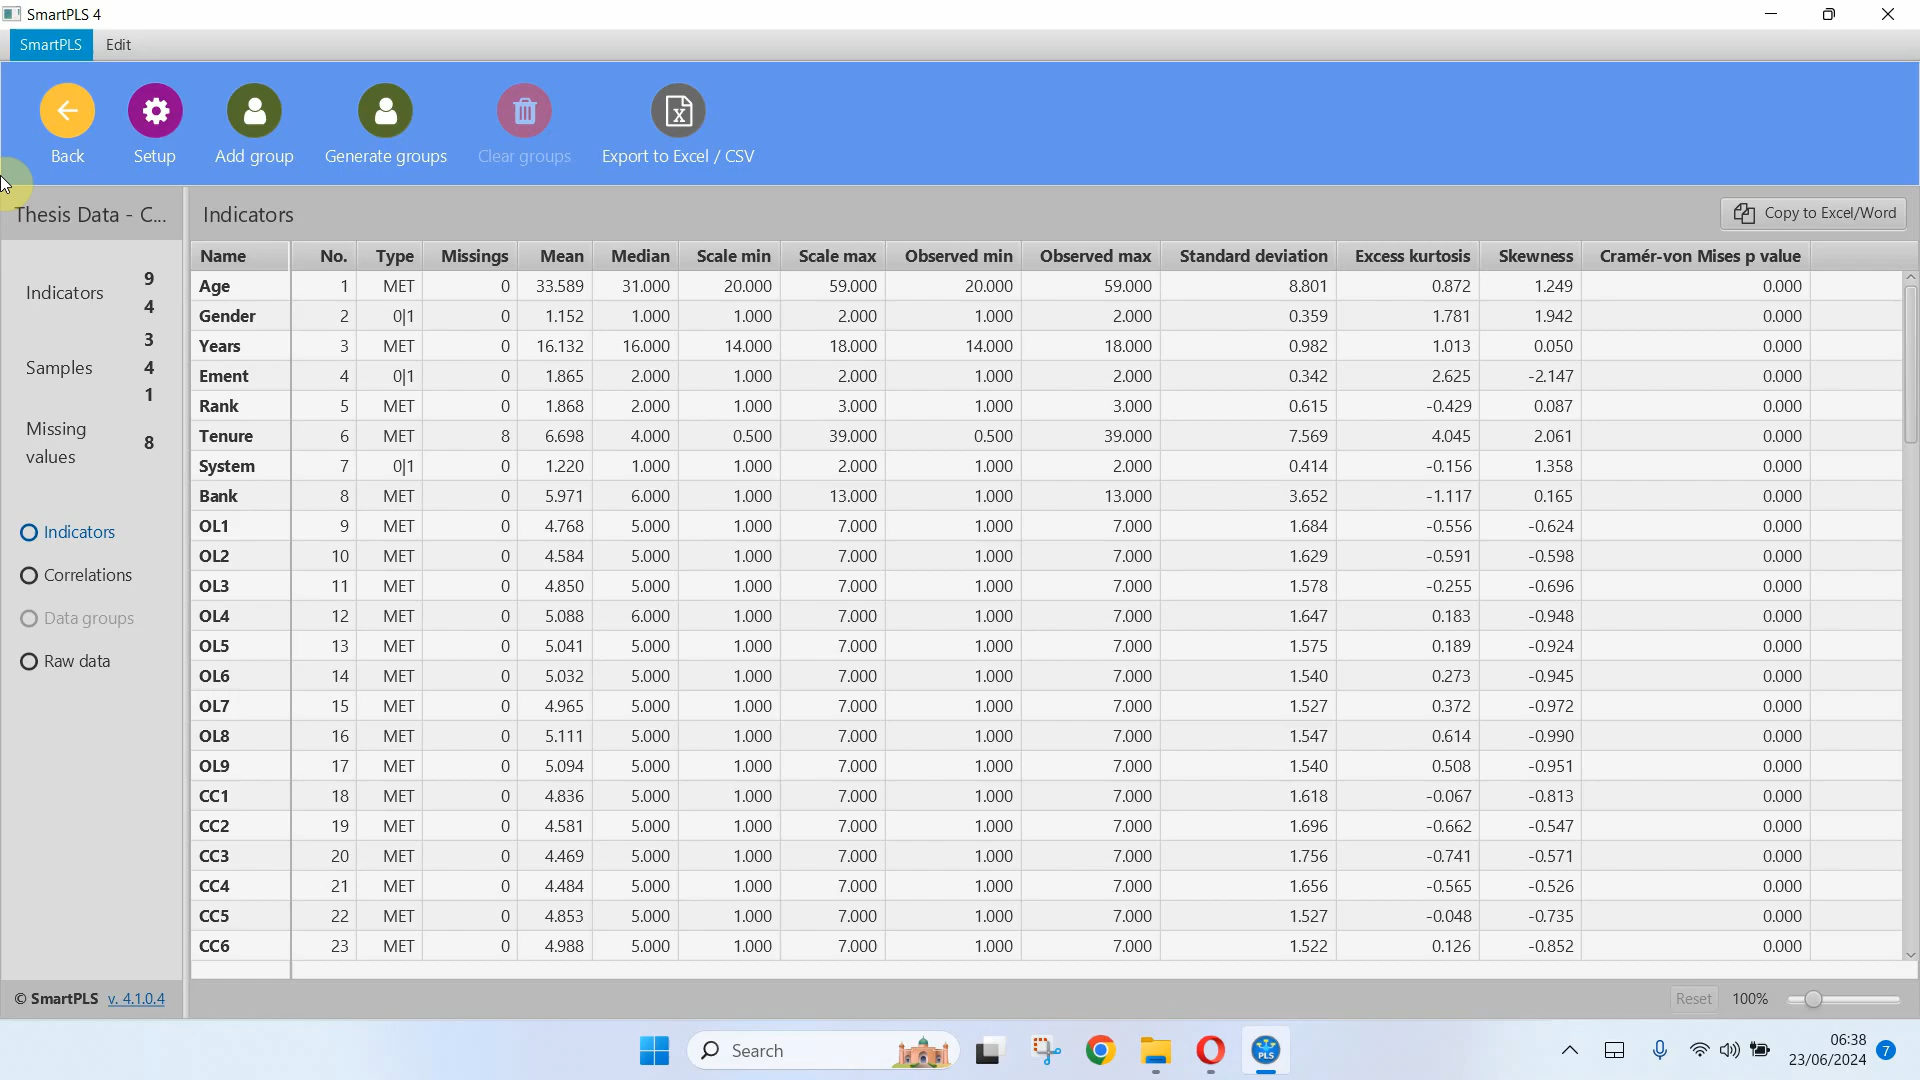 SmartPLS 4
SmartPLS Edit
Back Setup Add group Generate groups Clear groups Export to Excel / CSV
Thesis Data - C...
Indicators 9
4
Samples 3
4
1
Missing values 8
Indicators
Correlations
Data groups
Raw data
© SmartPLS v. 4.1.0.4
Indicators Copy to Excel/Word
Name No. Type Missings Mean Median Scale min Scale max Observed min Observed max Standard deviation Excess kurtosis Skewness Cramér-von Mises p value
Age 1 MET 0 33.589 31.000 20.000 59.000 20.000 59.000 8.801 0.872 1.249 0.000
Gender 2 0|1 0 1.152 1.000 1.000 2.000 1.000 2.000 0.359 1.781 1.942 0.000
Years 3 MET 0 16.132 16.000 14.000 18.000 14.000 18.000 0.982 1.013 0.050 0.000
Ement 4 0|1 0 1.865 2.000 1.000 2.000 1.000 2.000 0.342 2.625 -2.147 0.000
Rank 5 MET 0 1.868 2.000 1.000 3.000 1.000 3.000 0.615 -0.429 0.087 0.000
Tenure 6 MET 8 6.698 4.000 0.500 39.000 0.500 39.000 7.569 4.045 2.061 0.000
System 7 0|1 0 1.220 1.000 1.000 2.000 1.000 2.000 0.414 -0.156 1.358 0.000
Bank 8 MET 0 5.971 6.000 1.000 13.000 1.000 13.000 3.652 -1.117 0.165 0.000
OL1 9 MET 0 4.768 5.000 1.000 7.000 1.000 7.000 1.684 -0.556 -0.624 0.000
OL2 10 MET 0 4.584 5.000 1.000 7.000 1.000 7.000 1.629 -0.591 -0.598 0.000
OL3 11 MET 0 4.850 5.000 1.000 7.000 1.000 7.000 1.578 -0.255 -0.696 0.000
OL4 12 MET 0 5.088 6.000 1.000 7.000 1.000 7.000 1.647 0.183 -0.948 0.000
OL5 13 MET 0 5.041 5.000 1.000 7.000 1.000 7.000 1.575 0.189 -0.924 0.000
OL6 14 MET 0 5.032 5.000 1.000 7.000 1.000 7.000 1.540 0.273 -0.945 0.000
OL7 15 MET 0 4.965 5.000 1.000 7.000 1.000 7.000 1.527 0.372 -0.972 0.000
OL8 16 MET 0 5.111 5.000 1.000 7.000 1.000 7.000 1.547 0.614 -0.990 0.000
OL9 17 MET 0 5.094 5.000 1.000 7.000 1.000 7.000 1.540 0.508 -0.951 0.000
CC1 18 MET 0 4.836 5.000 1.000 7.000 1.000 7.000 1.618 -0.067 -0.813 0.000
CC2 19 MET 0 4.581 5.000 1.000 7.000 1.000 7.000 1.696 -0.662 -0.547 0.000
CC3 20 MET 0 4.469 5.000 1.000 7.000 1.000 7.000 1.756 -0.741 -0.571 0.000
CC4 21 MET 0 4.484 5.000 1.000 7.000 1.000 7.000 1.656 -0.565 -0.526 0.000
CC5 22 MET 0 4.853 5.000 1.000 7.000 1.000 7.000 1.527 -0.048 -0.735 0.000
CC6 23 MET 0 4.988 5.000 1.000 7.000 1.000 7.000 1.522 0.126 -0.852 0.000
Reset 100%
Search
PLS
06:38
23/06/2024 7